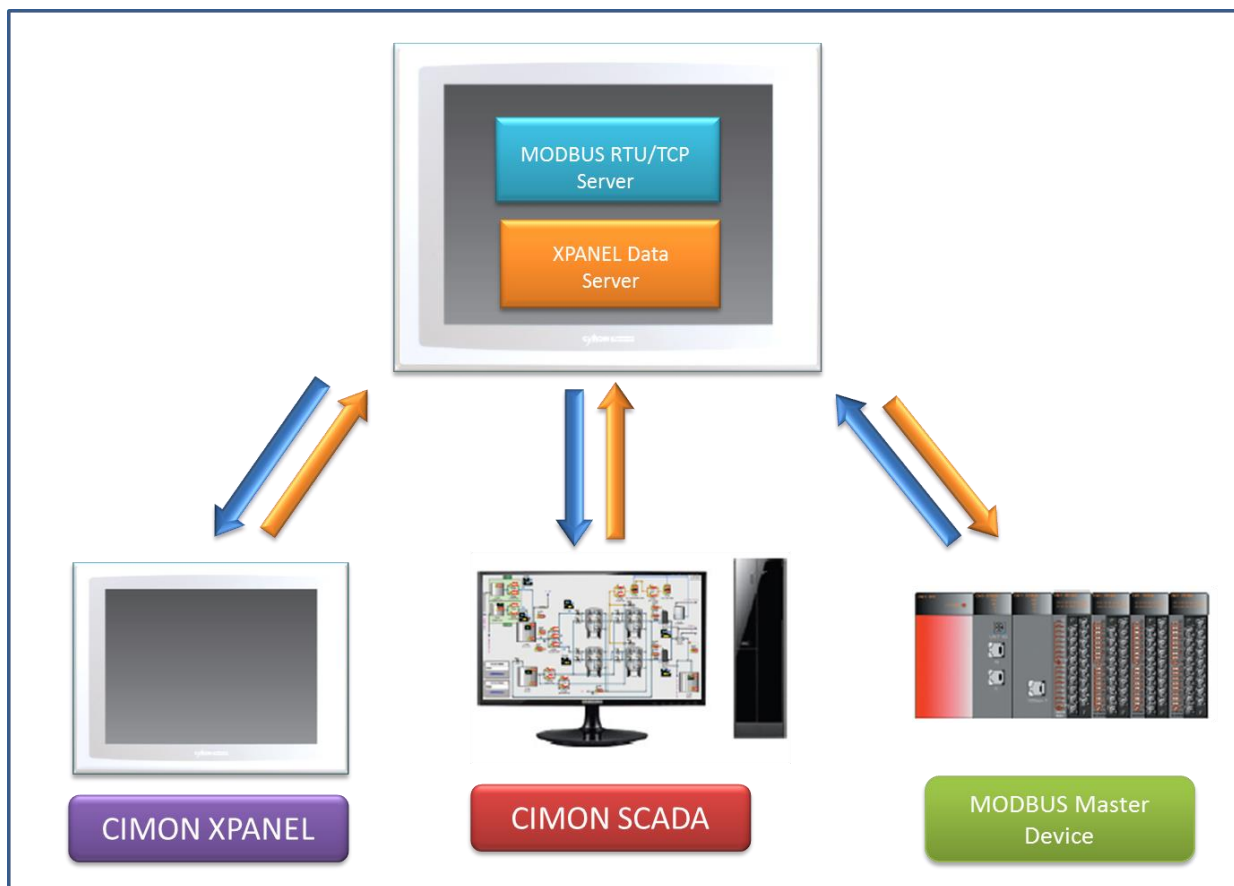 MODBUS RTU/TCP
Server
XPANEL Data
Server
CIMON XPANEL
CIMON SCADA
MODBUS Master
Device